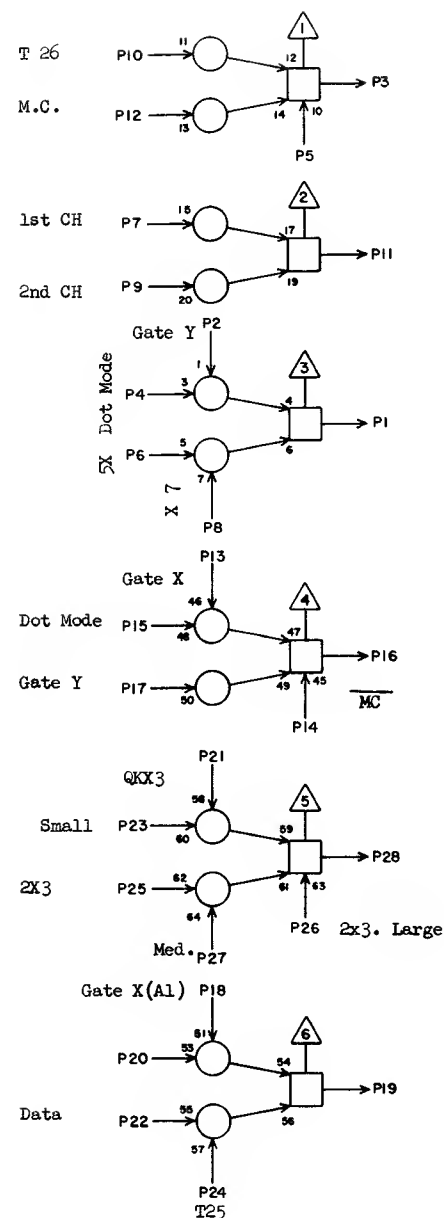 1
T 26 P10 11 12 P3
M.C. P12 13 14 10
P5
2
1st CH P7 15 17 P11
2nd CH P9 20 19
Gate Y P2
1 3
5X Dot Mode P4 3 4 P1
P6 5 6
7
X 7
P8
P13
Gate X
46 4
Dot Mode P15 48 47 P16
Gate Y P17 50 49 45
MC
P14
P21
QKX3
58 5
Small P23 60 59 P28
2X3 P25 62 61 63
64
P26 2x3. Large
Med. P27
Gate X(A1) P18
51 6
P20 53 54 P19
Data P22 55 56
57
P24
T25